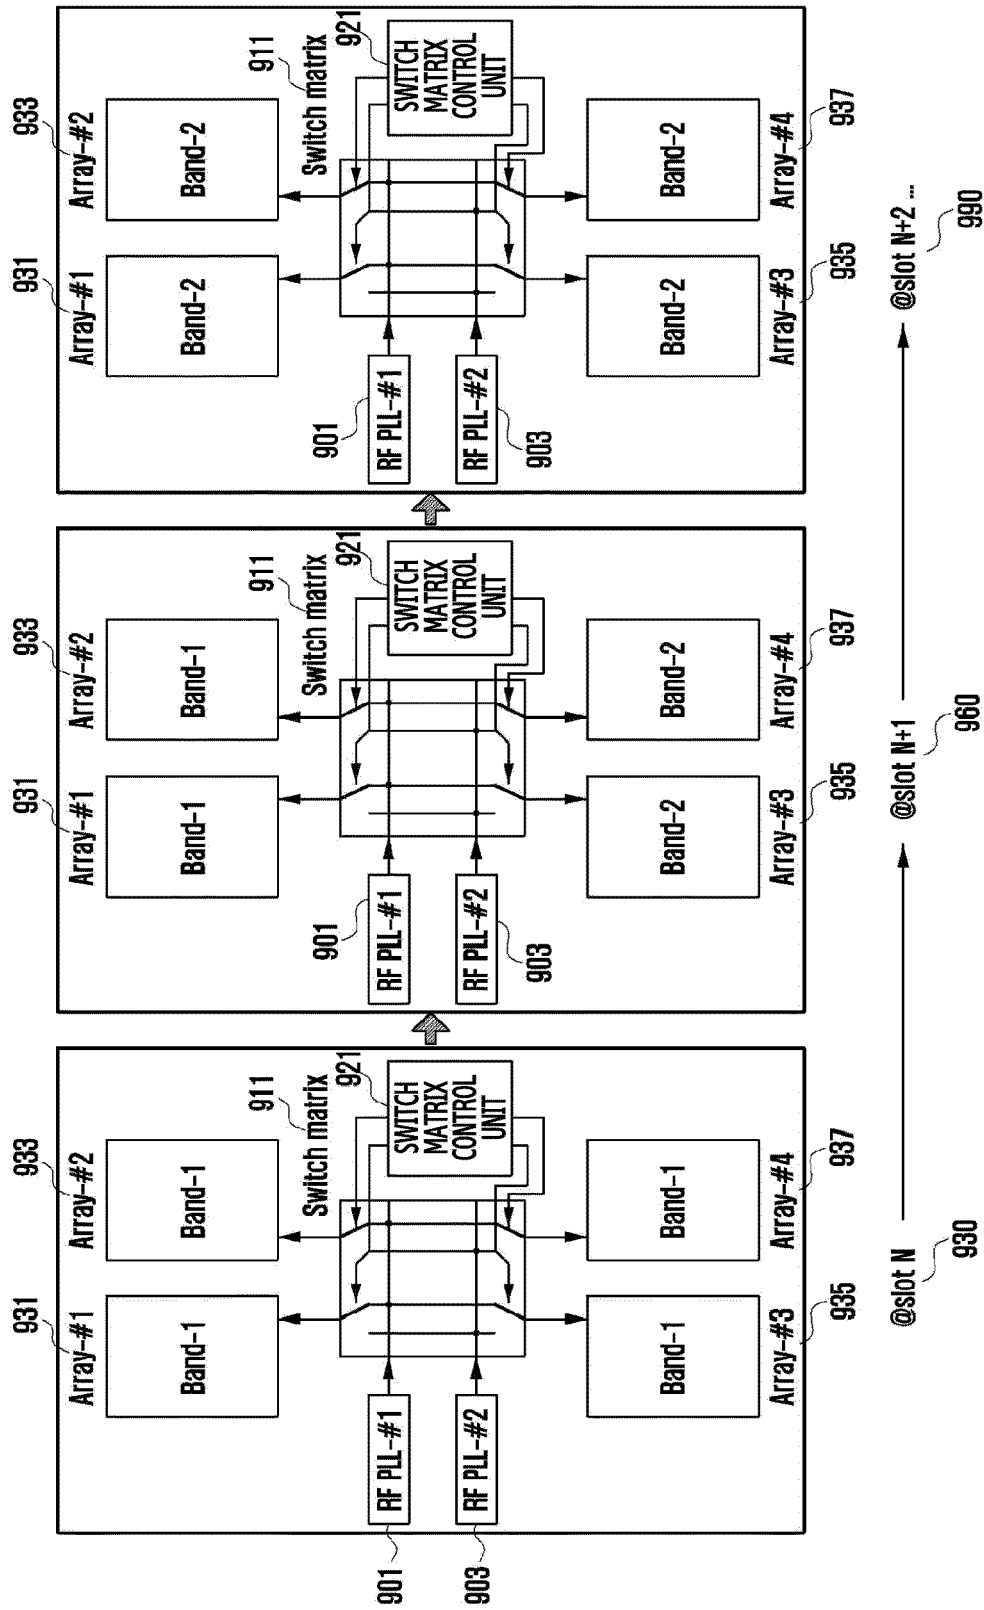 901
RF PLL-#1
903
RF PLL-#2
931
Array-#1
Band-1
933
Array-#2
Band-1
911
Switch matrix
921
SWITCH
MATRIX
CONTROL
UNIT
Band-1
Array-#3
935
Band-1
Array-#4
937
901
RF PLL-#1
903
RF PLL-#2
931
Array-#1
Band-1
933
Array-#2
Band-1
911
Switch matrix
921
SWITCH
MATRIX
CONTROL
UNIT
Band-2
Array-#3
935
Band-2
Array-#4
937
901
RF PLL-#1
903
RF PLL-#2
931
Array-#1
Band-2
933
Array-#2
Band-2
911
Switch matrix
921
SWITCH
MATRIX
CONTROL
UNIT
Band-2
Array-#3
935
Band-2
Array-#4
937
@slot N
930
@slot N+1
960
@slot N+2 ...
990